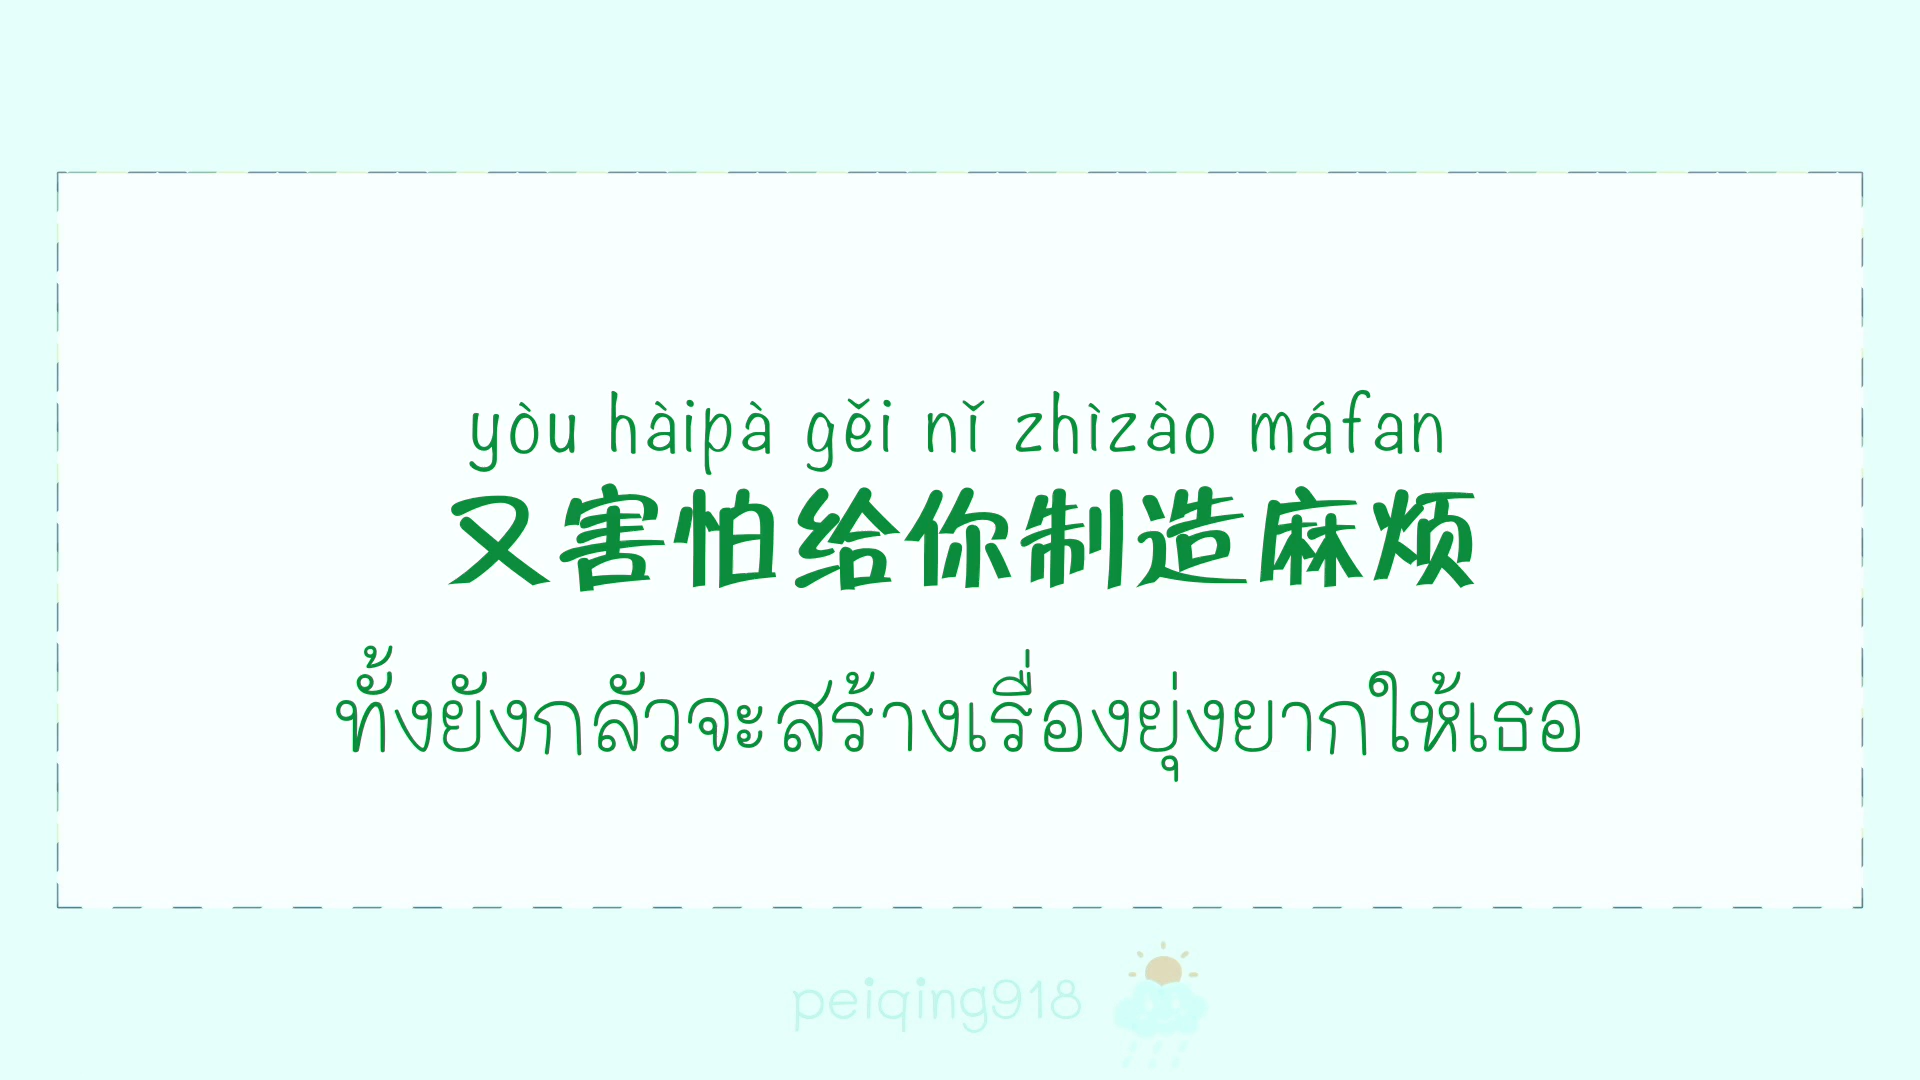 yòu hàipà gěi nǐ zhìzào máfan
又害怕给你制造麻烦
ทั้งยังกลัวจะสร้างเรื่องยุ่งยากให้เธอ
peiqing918